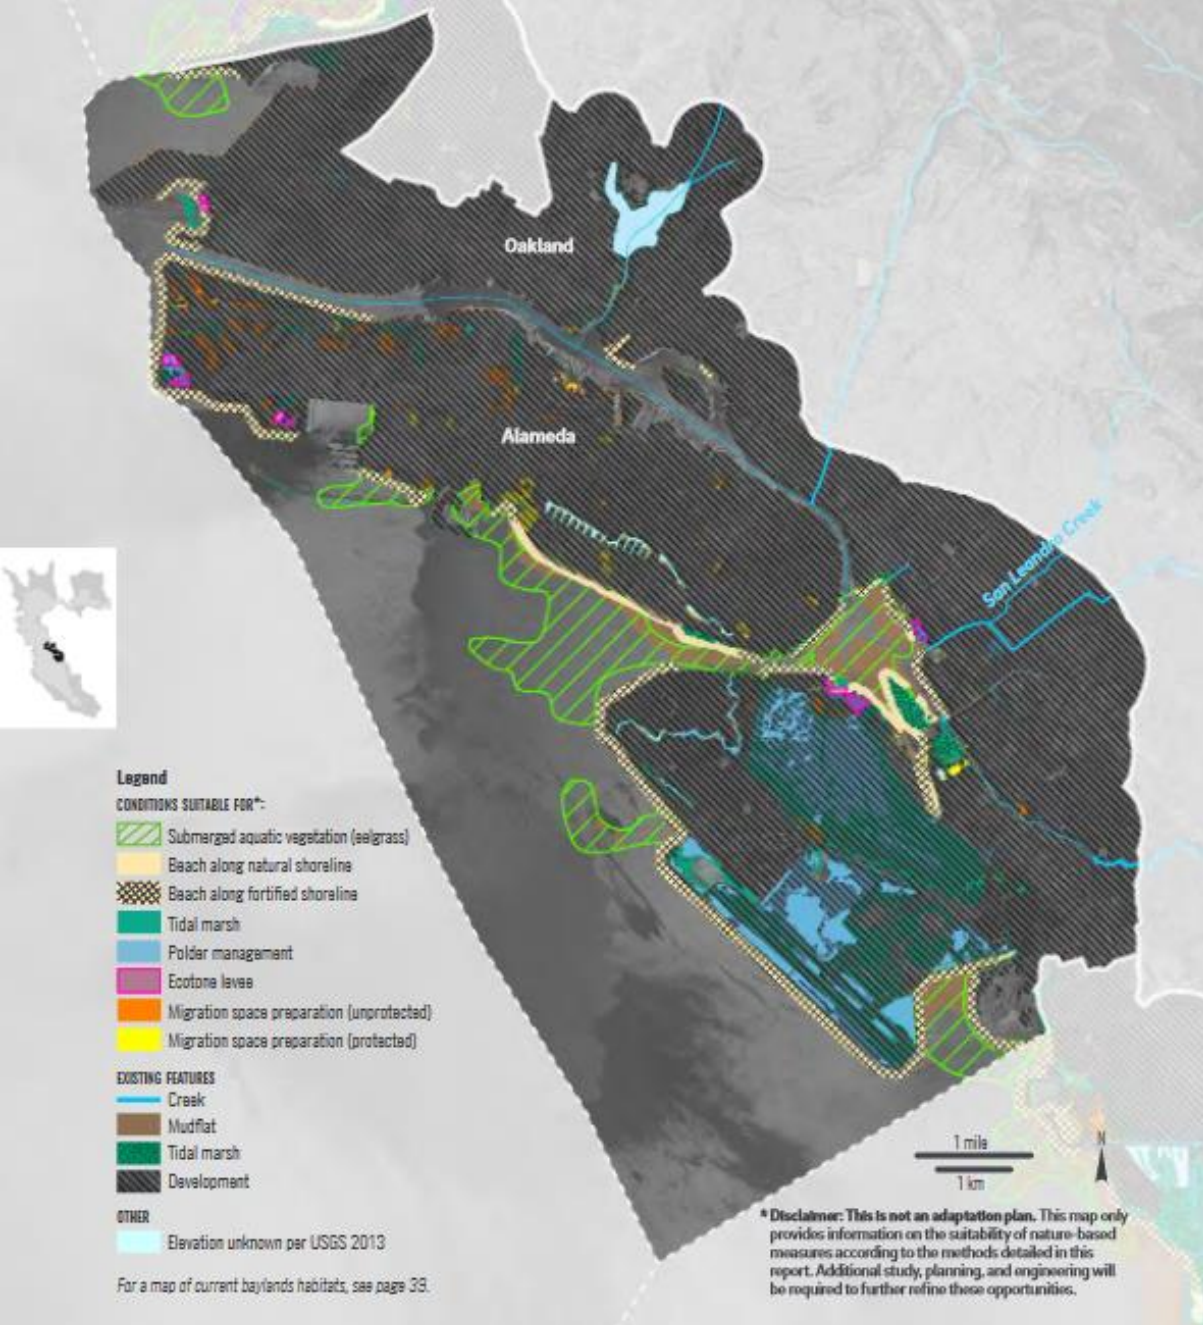 Oakland
Alameda
San Leandro Creek
Legend
CONDITIONS SUITABLE FOR*:
Submerged aquatic vegetation (eelgrass)
Beach along natural shoreline
Beach along fortified shoreline
Tidal marsh
Polder management
Ecotone levee
Migration space preparation (unprotected)
Migration space preparation (protected)
EXISTING FEATURES
Creek
Mudflat
Tidal marsh
Development
OTHER
Elevation unknown per USGS 2013
For a map of current baylands habitats, see page 39.
1 mile
1 km
N
* Disclaimer: This is not an adaptation plan. This map only
provides information on the suitability of nature-based
measures according to the methods detailed in this
report. Additional study, planning, and engineering will
be required to further refine these opportunities.